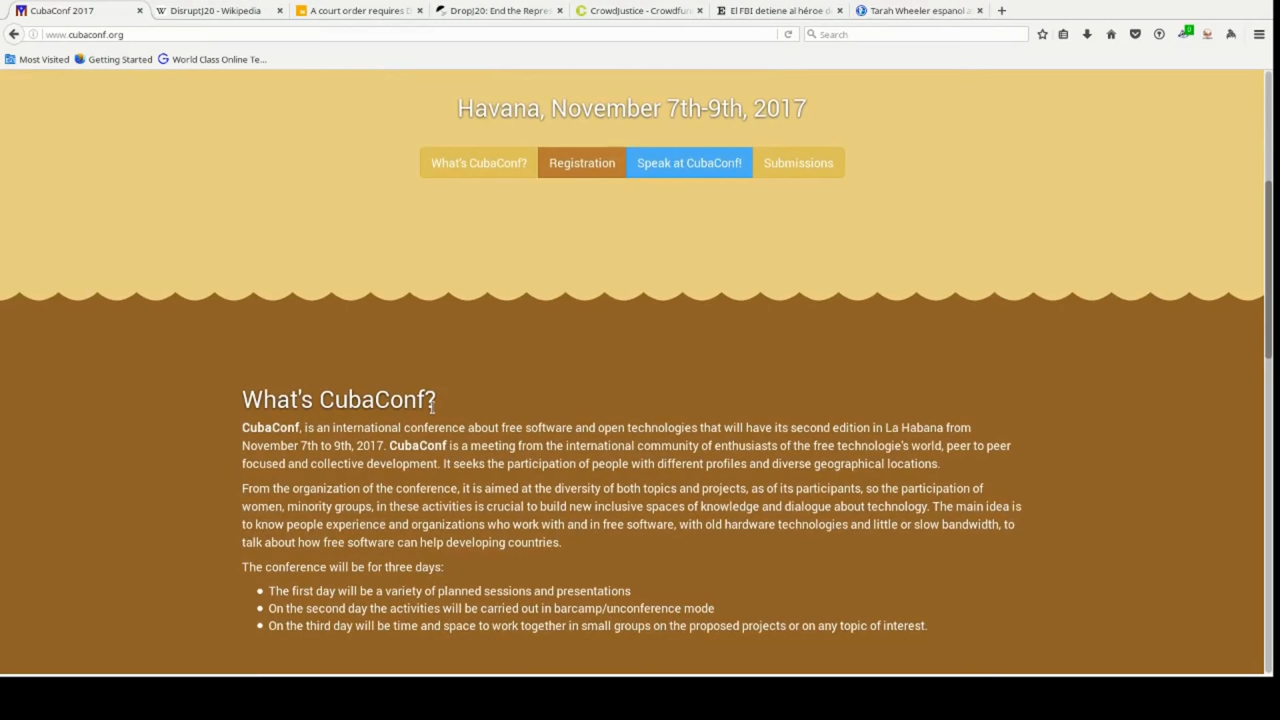 CubaConf 2017
DisruptJ20 - Wikipedia
A court order requires D
DropJ20: End the Repres
CrowdJustice - Crowdfun
El FBI detiene al héroe d
Tarah Wheeler espanol a
www.cubaconf.org
Search
0
Most Visited
Getting Started
World Class Online Te...
Havana, November 7th-9th, 2017
What's CubaConf?
Registration
Speak at CubaConf!
Submissions
What's CubaConf?
CubaConf, is an international conference about free software and open technologies that will have its second edition in La Habana from
November 7th to 9th, 2017. CubaConf is a meeting from the international community of enthusiasts of the free technologie's world, peer to peer
focused and collective development. It seeks the participation of people with different profiles and diverse geographical locations.
From the organization of the conference, it is aimed at the diversity of both topics and projects, as of its participants, so the participation of
women, minority groups, in these activities is crucial to build new inclusive spaces of knowledge and dialogue about technology. The main idea is
to know people experience and organizations who work with and in free software, with old hardware technologies and little or slow bandwidth, to
talk about how free software can help developing countries.
The conference will be for three days:
● The first day will be a variety of planned sessions and presentations
● On the second day the activities will be carried out in barcamp/unconference mode
● On the third day will be time and space to work together in small groups on the proposed projects or on any topic of interest.